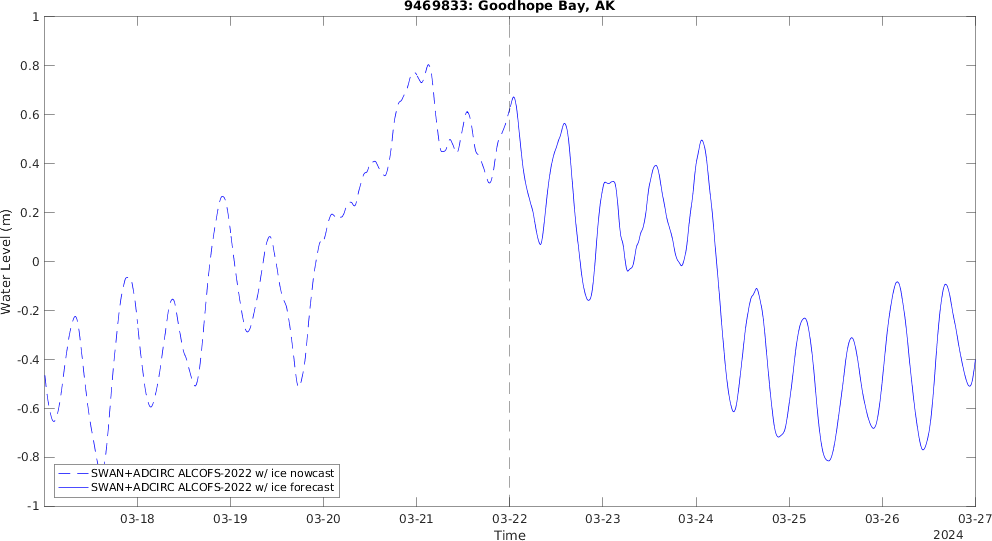 9469833: Goodhope Bay, AK
1
0.8
0.6
0.4
0.2
0
-0.2
-0.4
-0.6
-0.8
-1
Water Level (m)
SWAN+ADCIRC ALCOFS-2022 w/ ice nowcast
SWAN+ADCIRC ALCOFS-2022 w/ ice forecast
03-18 03-19 03-20 03-21 03-22 03-23 03-24 03-25 03-26 03-27
Time
2024